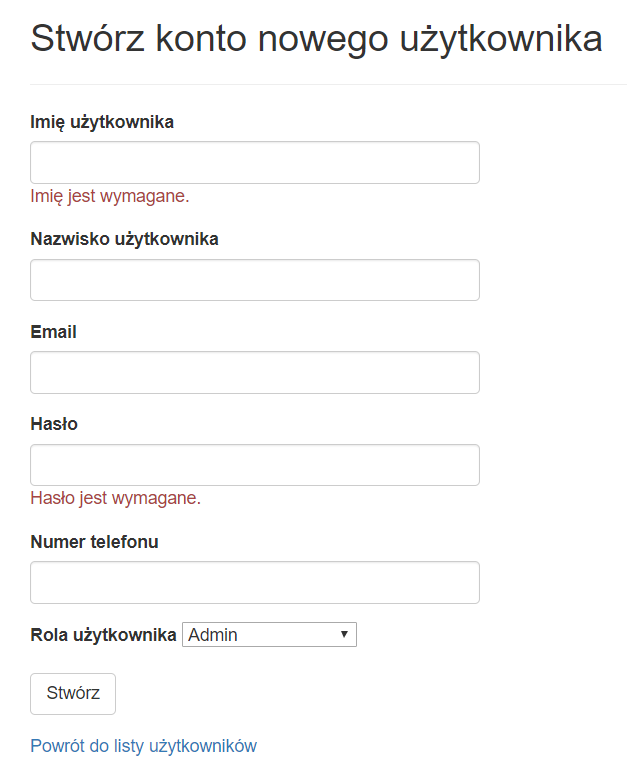 Stwórz konto nowego użytkownika
Imię użytkownika
Imię jest wymagane.
Nazwisko użytkownika
Email
Hasło
Hasło jest wymagane.
Numer telefonu
Rola użytkownika Admin
Stwórz
Powrót do listy użytkowników